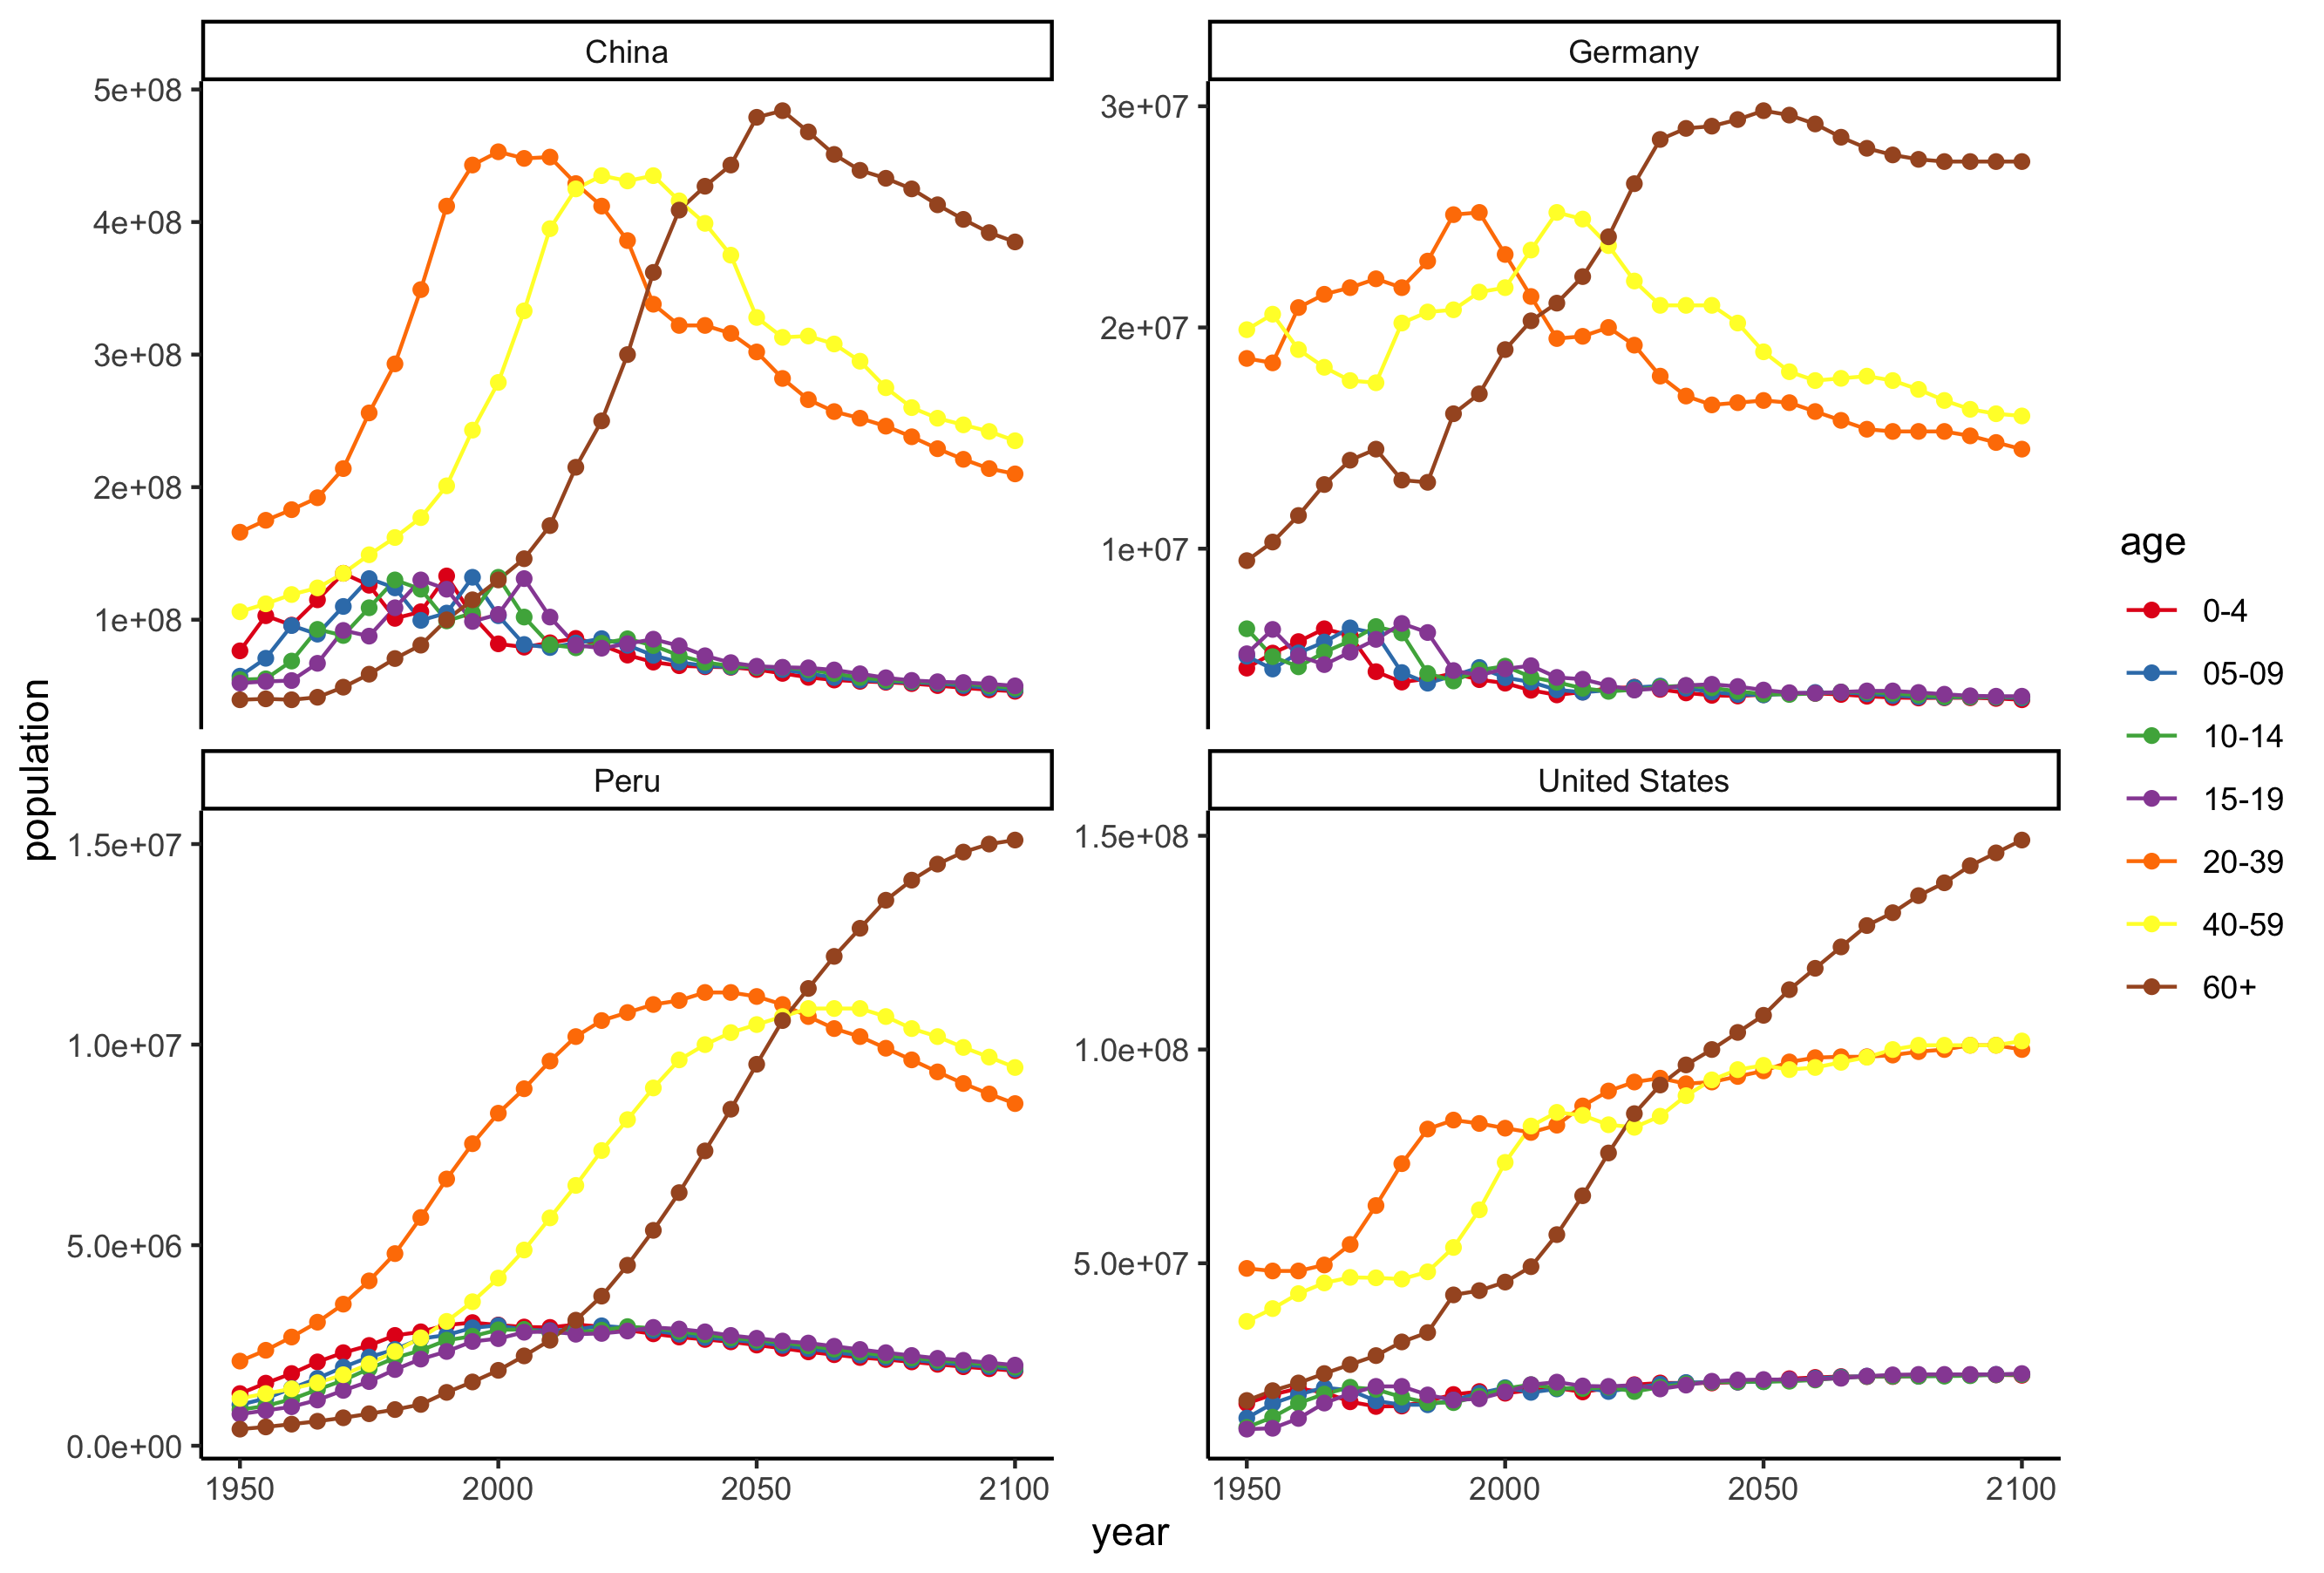 China
Germany
5e+08
4e+08
3e+08
2e+08
1e+08
3e+07
2e+07
1e+07
Peru
United States
1.5e+07
1.0e+07
5.0e+06
0.0e+00
1.5e+08
1.0e+08
5.0e+07
1950
2000
2050
2100
1950
2000
2050
2100
year
population
age
0-4
05-09
10-14
15-19
20-39
40-59
60+